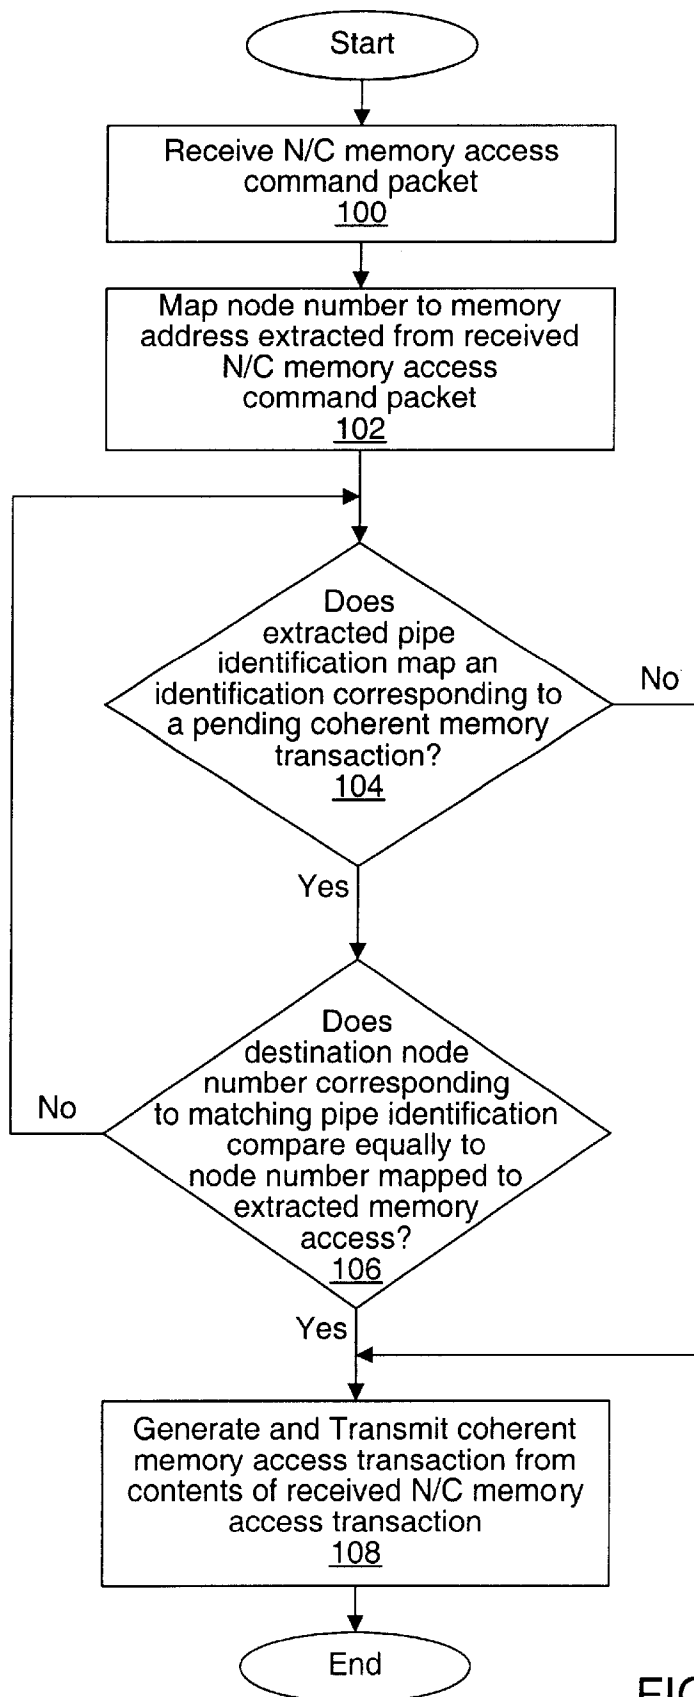 Start
Receive N/C memory access
command packet
100
Map node number to memory
address extracted from received
N/C memory access
command packet
102
Does
extracted pipe
identification map an
identification corresponding to
a pending coherent memory
transaction?
104
No
Yes
Does
destination node
number corresponding
to matching pipe identification
compare equally to
node number mapped to
extracted memory
access?
106
No
Yes
Generate and Transmit coherent
memory access transaction from
contents of received N/C memory
access transaction
108
End